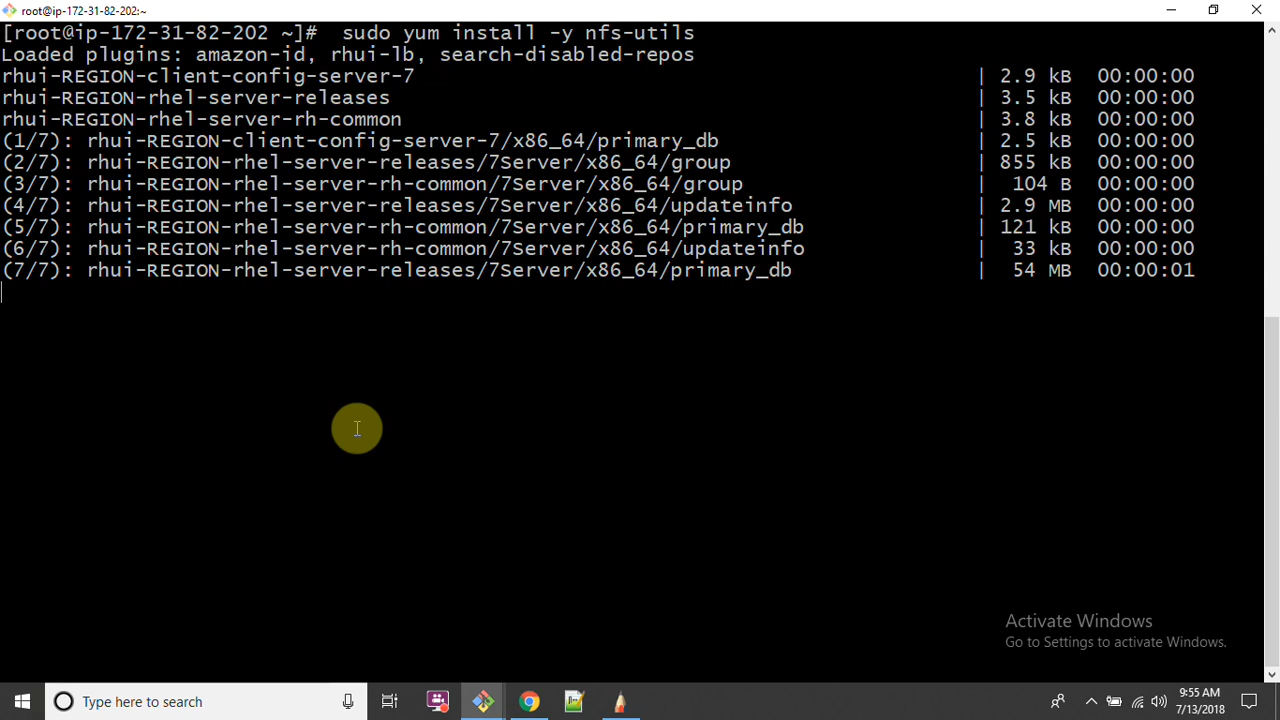 root@ip-172-31-82-202:~
[root@ip-172-31-82-202 ~]#  sudo yum install -y nfs-utils
Loaded plugins: amazon-id, rhui-lb, search-disabled-repos
rhui-REGION-client-config-server-7 | 2.9 kB 00:00:00
rhui-REGION-rhel-server-releases | 3.5 kB 00:00:00
rhui-REGION-rhel-server-rh-common | 3.8 kB 00:00:00
(1/7): rhui-REGION-client-config-server-7/x86_64/primary_db | 2.5 kB 00:00:00
(2/7): rhui-REGION-rhel-server-releases/7Server/x86_64/group | 855 kB 00:00:00
(3/7): rhui-REGION-rhel-server-rh-common/7Server/x86_64/group | 104 B 00:00:00
(4/7): rhui-REGION-rhel-server-releases/7Server/x86_64/updateinfo | 2.9 MB 00:00:00
(5/7): rhui-REGION-rhel-server-rh-common/7Server/x86_64/primary_db | 121 kB 00:00:00
(6/7): rhui-REGION-rhel-server-rh-common/7Server/x86_64/updateinfo | 33 kB 00:00:00
(7/7): rhui-REGION-rhel-server-releases/7Server/x86_64/primary_db | 54 MB 00:00:01
Activate Windows
Go to Settings to activate Windows.
Type here to search
9:55 AM
7/13/2018